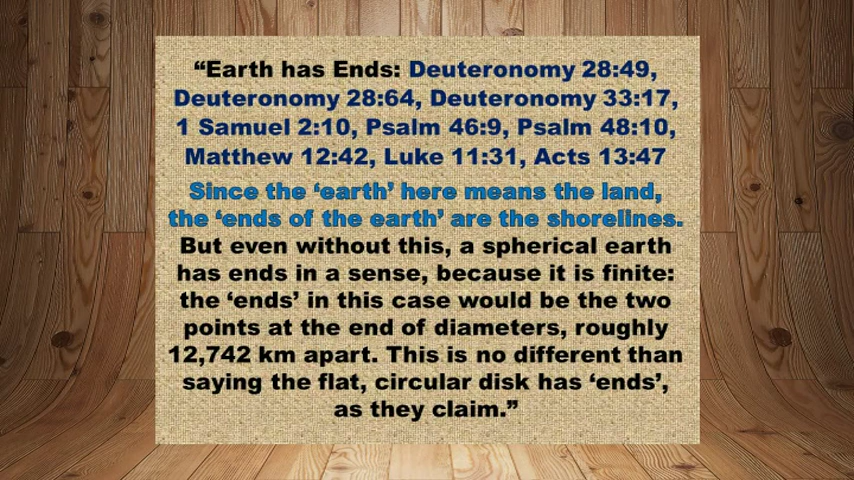 “Earth has Ends: Deuteronomy 28:49,
Deuteronomy 28:64, Deuteronomy 33:17,
1 Samuel 2:10, Psalm 46:9, Psalm 48:10,
Matthew 12:42, Luke 11:31, Acts 13:47
Since the ‘earth’ here means the land,
the ‘ends of the earth’ are the shorelines.
But even without this, a spherical earth
has ends in a sense, because it is finite:
the ‘ends’ in this case would be the two
points at the end of diameters, roughly
12,742 km apart. This is no different than
saying the flat, circular disk has ‘ends’,
as they claim.”